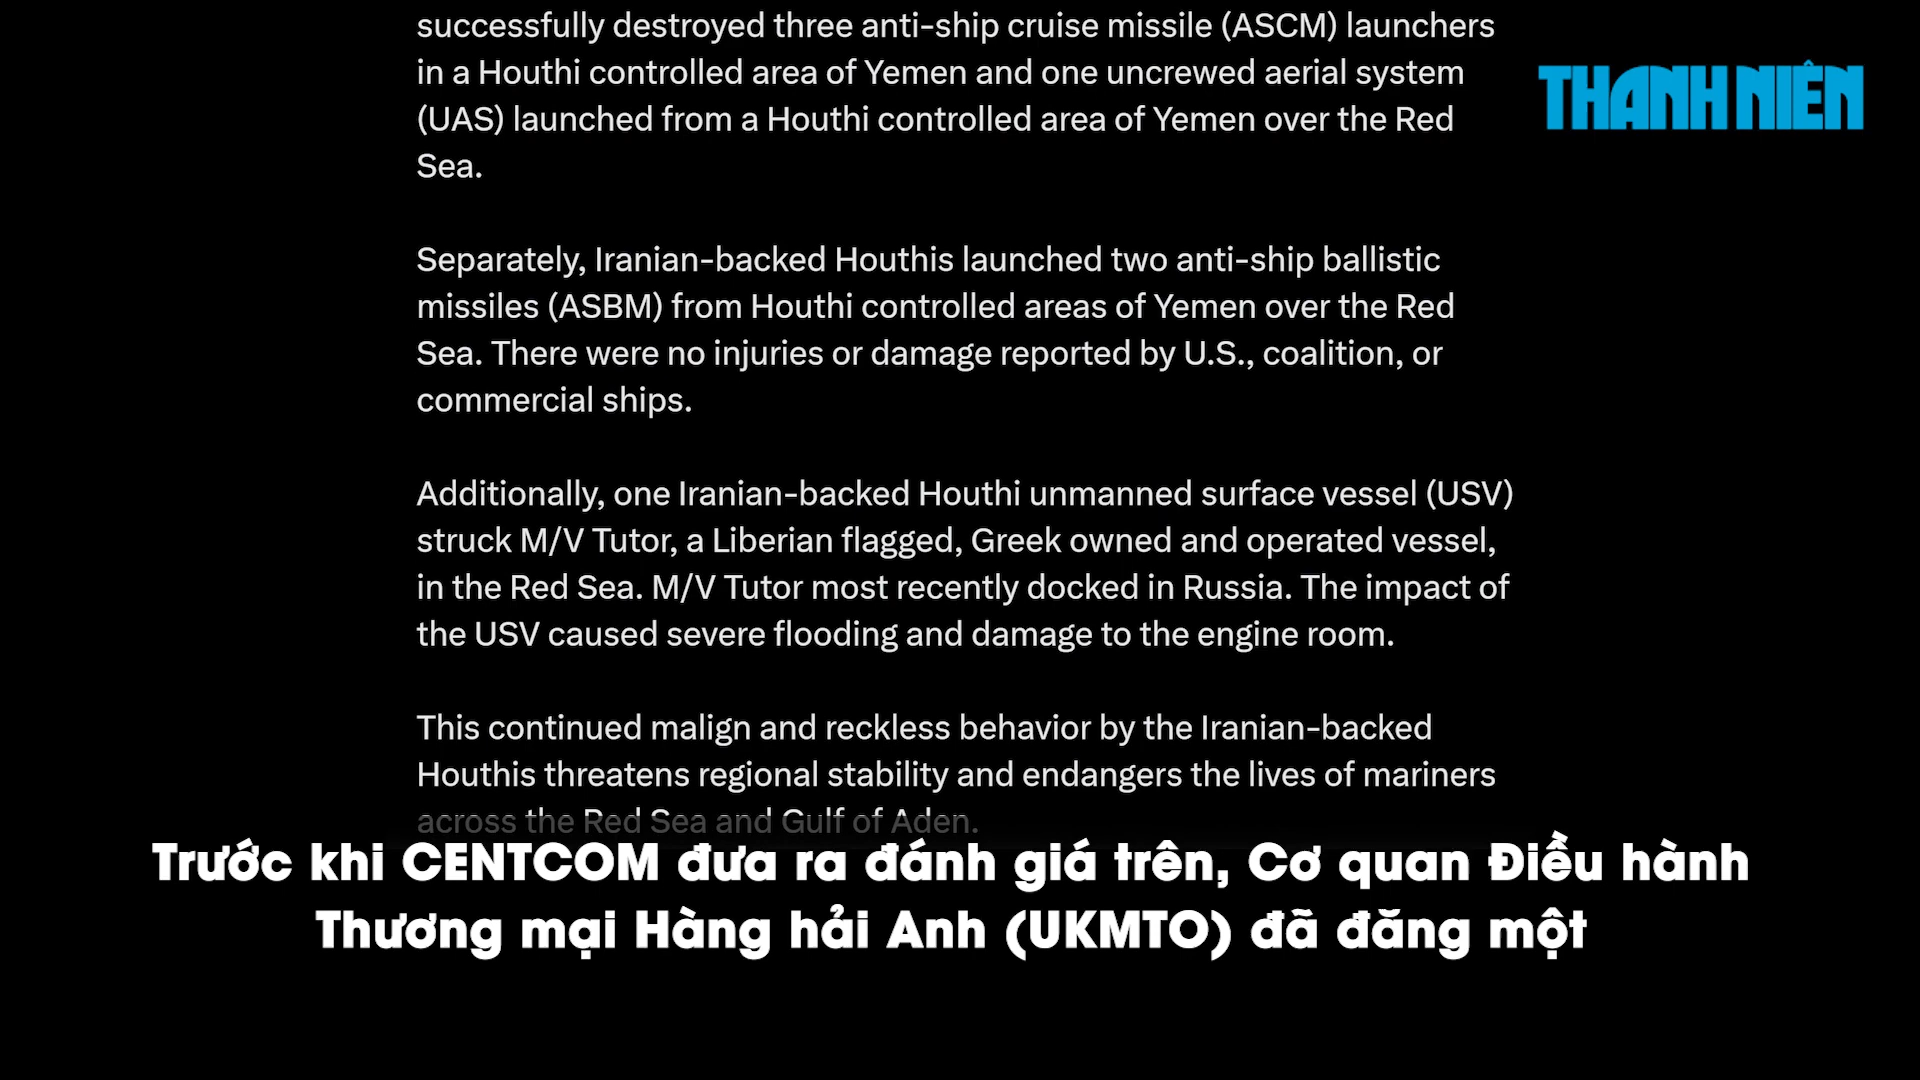 successfully destroyed three anti-ship cruise missile (ASCM) launchers
in a Houthi controlled area of Yemen and one uncrewed aerial system
(UAS) launched from a Houthi controlled area of Yemen over the Red
Sea.
THANH NIÊN
Separately, Iranian-backed Houthis launched two anti-ship ballistic
missiles (ASBM) from Houthi controlled areas of Yemen over the Red
Sea. There were no injuries or damage reported by U.S., coalition, or
commercial ships.
Additionally, one Iranian-backed Houthi unmanned surface vessel (USV)
struck M/V Tutor, a Liberian flagged, Greek owned and operated vessel,
in the Red Sea. M/V Tutor most recently docked in Russia. The impact of
the USV caused severe flooding and damage to the engine room.
This continued malign and reckless behavior by the Iranian-backed
Houthis threatens regional stability and endangers the lives of mariners
across the Red Sea and Gulf of Aden.
Trước khi CENTCOM đưa ra đánh giá trên, Cơ quan Điều hành
Thương mại Hàng hải Anh (UKMTO) đã đăng một